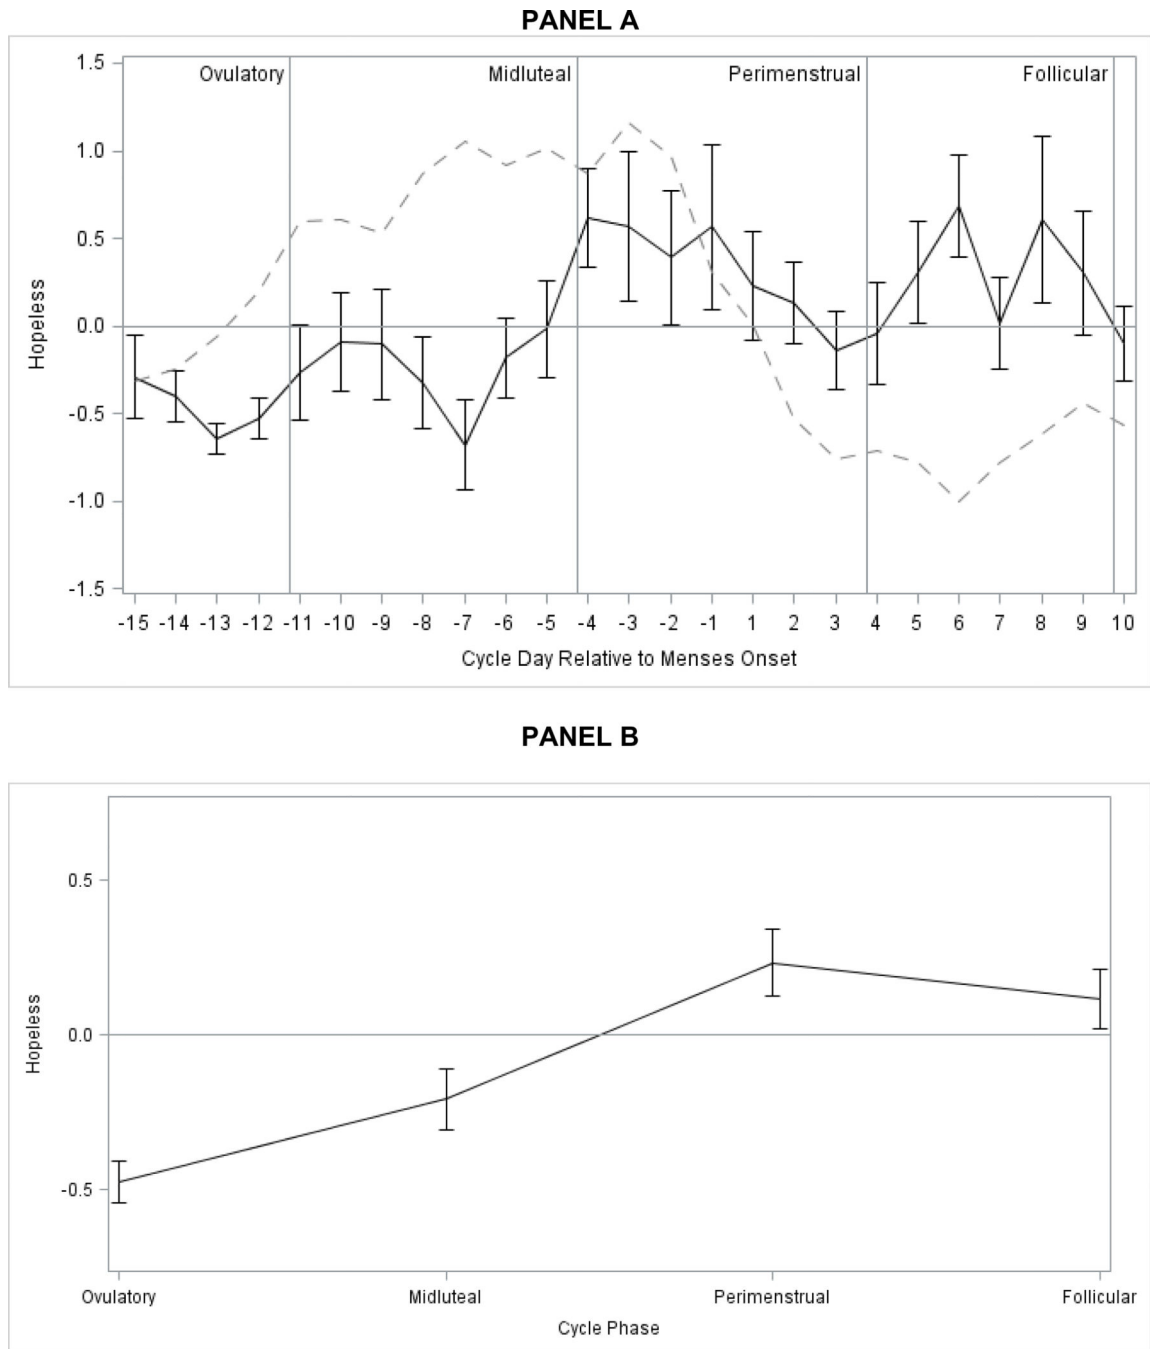 PANEL A
1.5
Ovulatory Midluteal Perimenstrual Follicular
1.0
0.5
0.0
-0.5
-1.0
-1.5
Hopeless
-15 -14 -13 -12 -11 -10 -9 -8 -7 -6 -5 -4 -3 -2 -1 1 2 3 4 5 6 7 8 9 10
Cycle Day Relative to Menses Onset
PANEL B
0.5
0.0
-0.5
Hopeless
Ovulatory Midluteal Perimenstrual Follicular
Cycle Phase